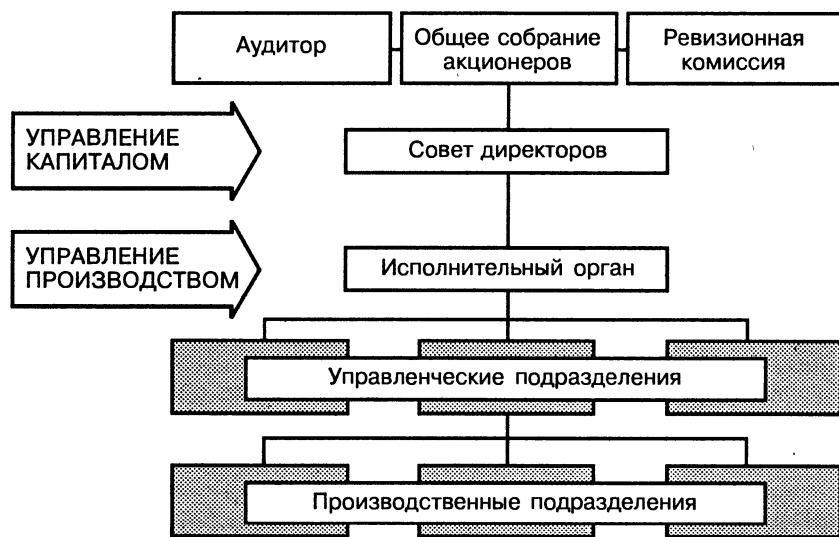 Аудитор
Общее собрание
акционеров
Ревизионная
комиссия
УПРАВЛЕНИЕ
КАПИТАЛОМ
Совет директоров
УПРАВЛЕНИЕ
ПРОИЗВОДСТВОМ
Исполнительный орган
Управленческие подразделения
Производственные подразделения